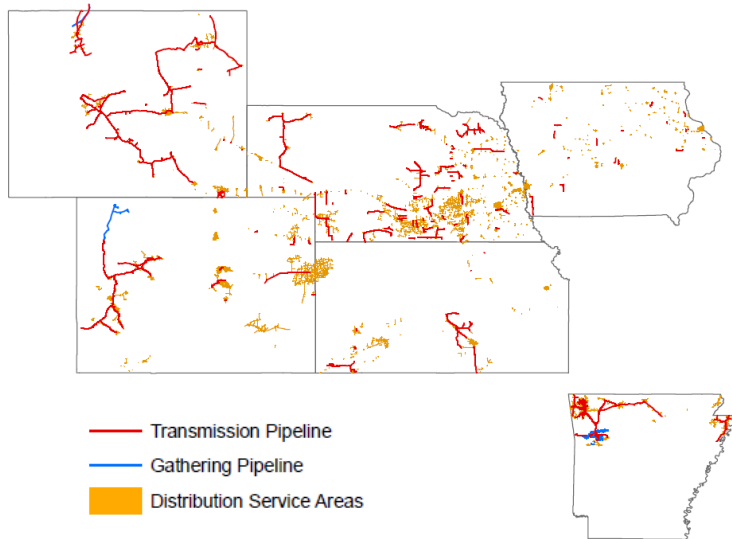 Transmission Pipeline
Gathering Pipeline
Distribution Service Areas